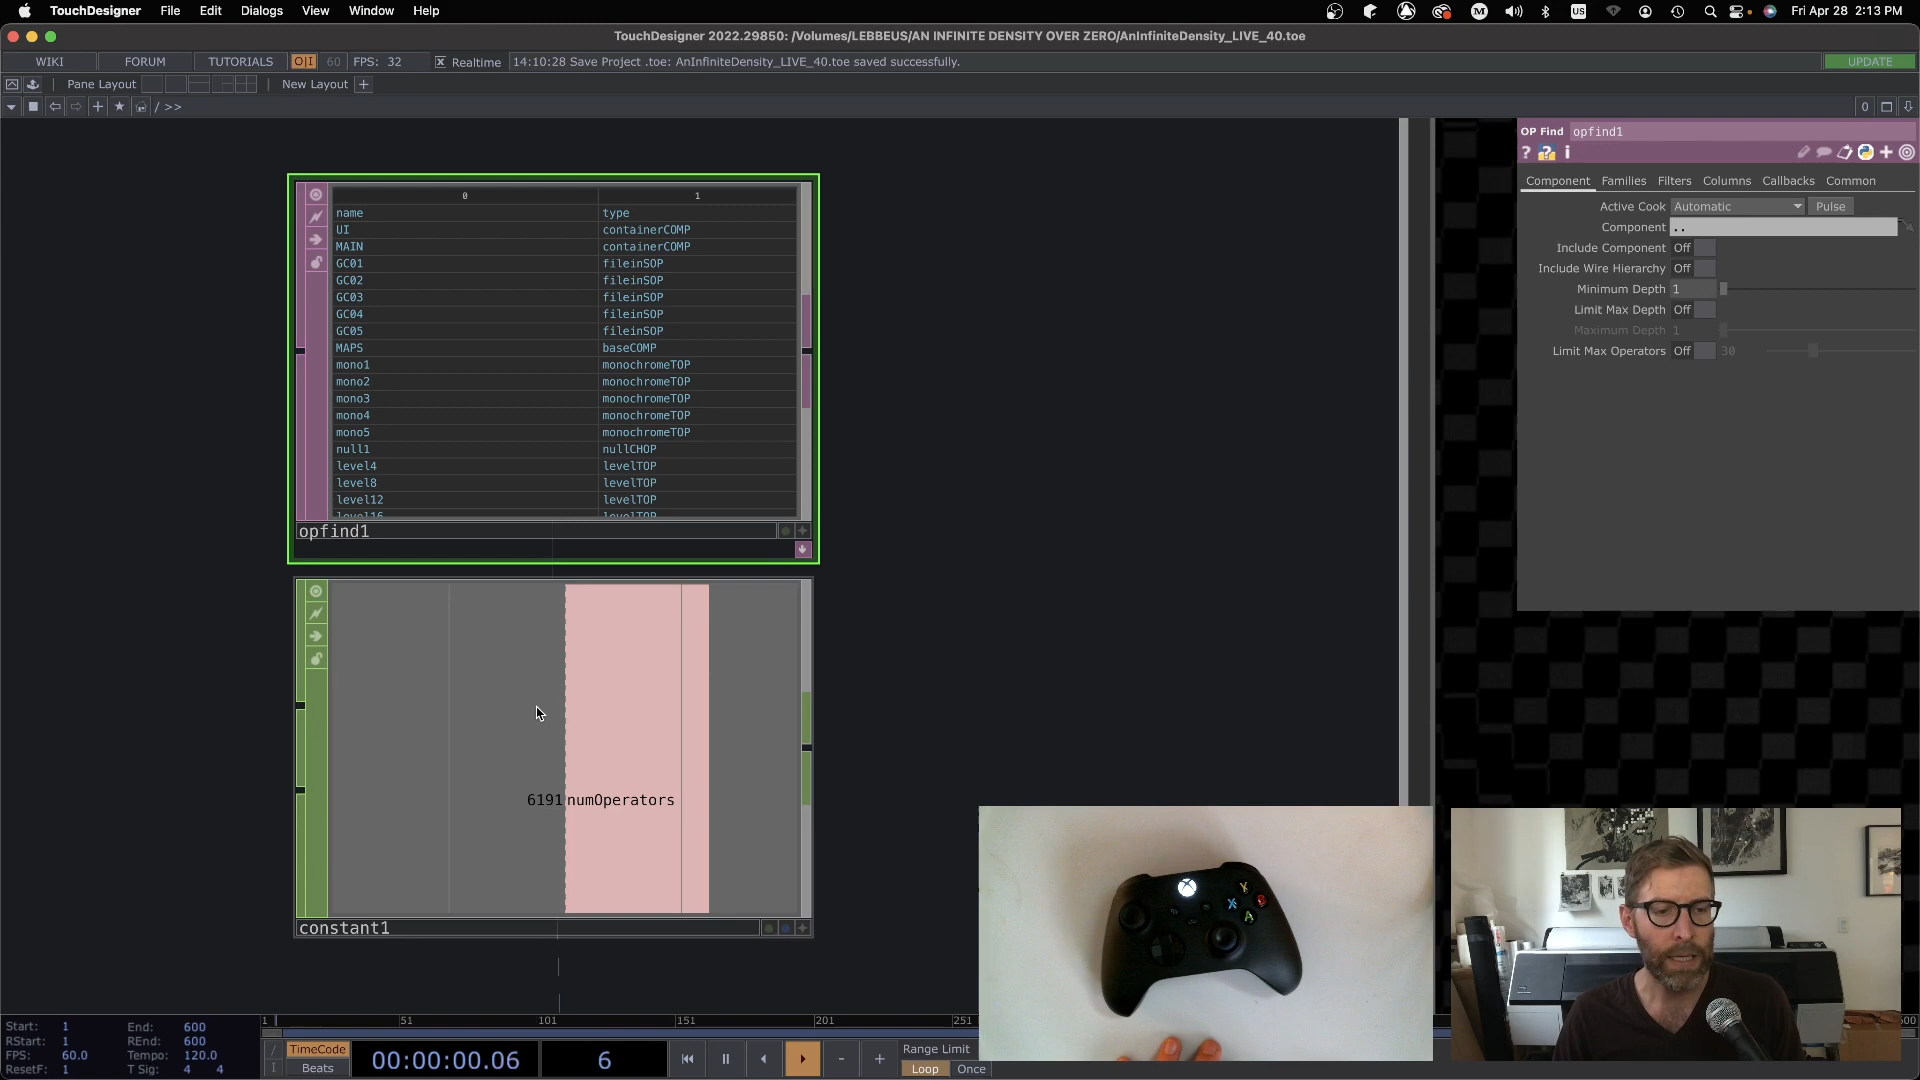 TouchDesigner File Edit Dialogs View Window Help
US Fri Apr 28 2:13 PM
TouchDesigner 2022.29850: /Volumes/LEBBEUS/AN INFINITE DENSITY OVER ZERO/AnInfiniteDensity_LIVE_40.toe
WIKI FORUM TUTORIALS O|I 60 FPS: 32 X Realtime 14:10:28 Save Project .toe: AnInfiniteDensity_LIVE_40.toe saved successfully. UPDATE
Pane Layout New Layout +
/ >> 0
OP Find opfind1
? ? i
Component Families Filters Columns Callbacks Common
Active Cook Automatic Pulse
Component ..
Include Component Off
Include Wire Hierarchy Off
Minimum Depth 1
Limit Max Depth Off
Maximum Depth 1
Limit Max Operators Off 30
0 1
name type
UI containerCOMP
MAIN containerCOMP
GC01 fileinSOP
GC02 fileinSOP
GC03 fileinSOP
GC04 fileinSOP
GC05 fileinSOP
MAPS baseCOMP
mono1 monochromeTOP
mono2 monochromeTOP
mono3 monochromeTOP
mono4 monochromeTOP
mono5 monochromeTOP
null1 nullCHOP
level4 levelTOP
level8 levelTOP
level12 levelTOP
level16 levelTOP
opfind1
6191 numOperators
constant1
X Y B A
1 51 101 151 201 251
Start: 1 End: 600
RStart: 1 REnd: 600
FPS: 60.0 Tempo: 120.0
ResetF: 1 T Sig: 4 4
TimeCode
Beats
00:00:00.06 6
- +
Range Limit
Loop Once